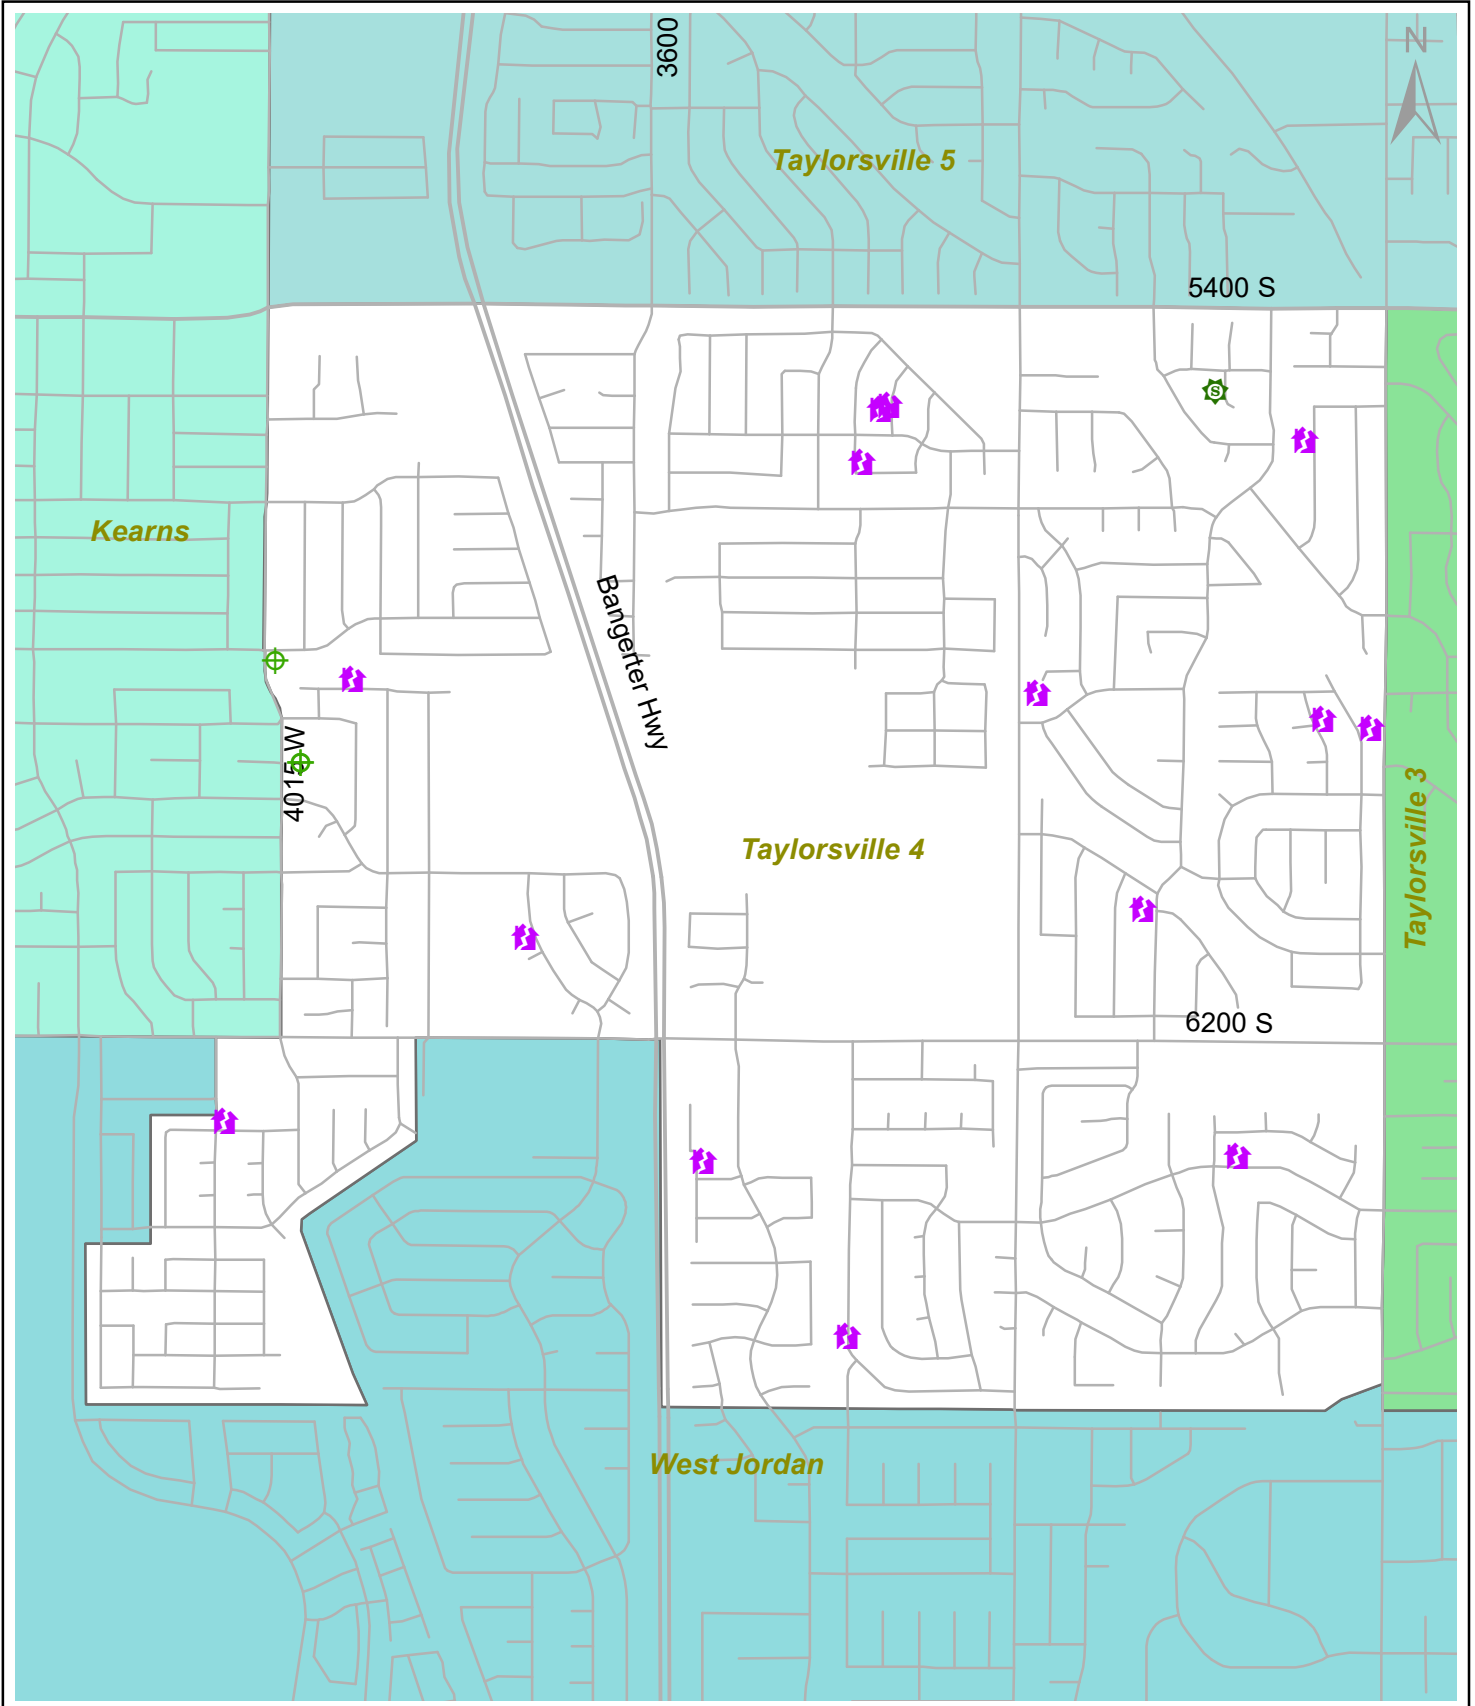 3600
N
Taylorsville 5
5400 S
S
Kearns
Bangerter Hwy
4015 W
Taylorsville 4
Taylorsville 3
6200 S
West Jordan